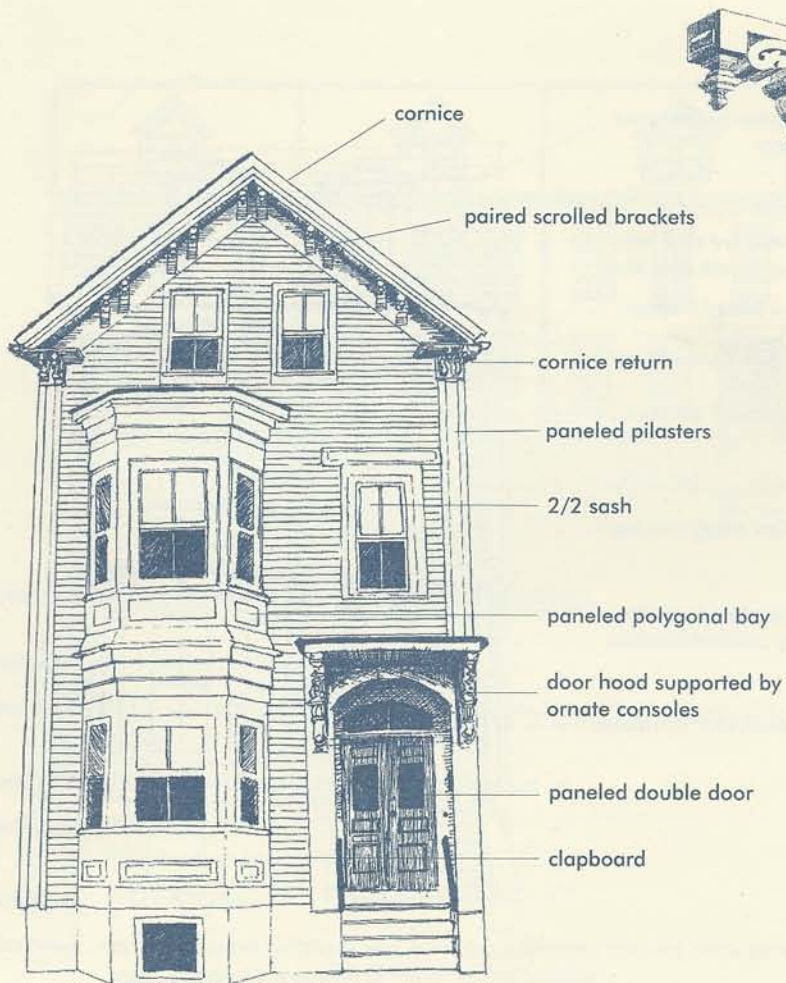 cornice
paired scrolled brackets
cornice return
paneled pilasters
2/2 sash
paneled polygonal bay
door hood supported by
ornate consoles
paneled double door
clapboard